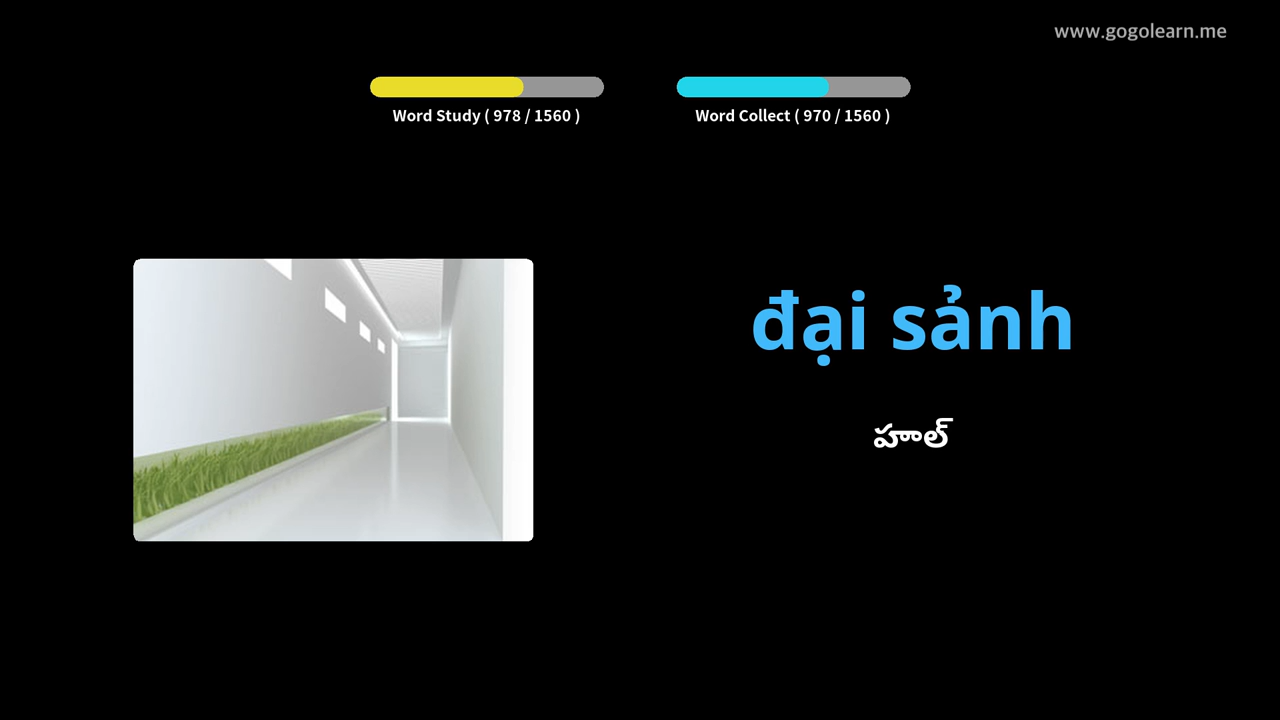 www.gogolearn.me
Word Study ( 978 / 1560 )
Word Collect ( 970 / 1560 )
đại sảnh
హాల్